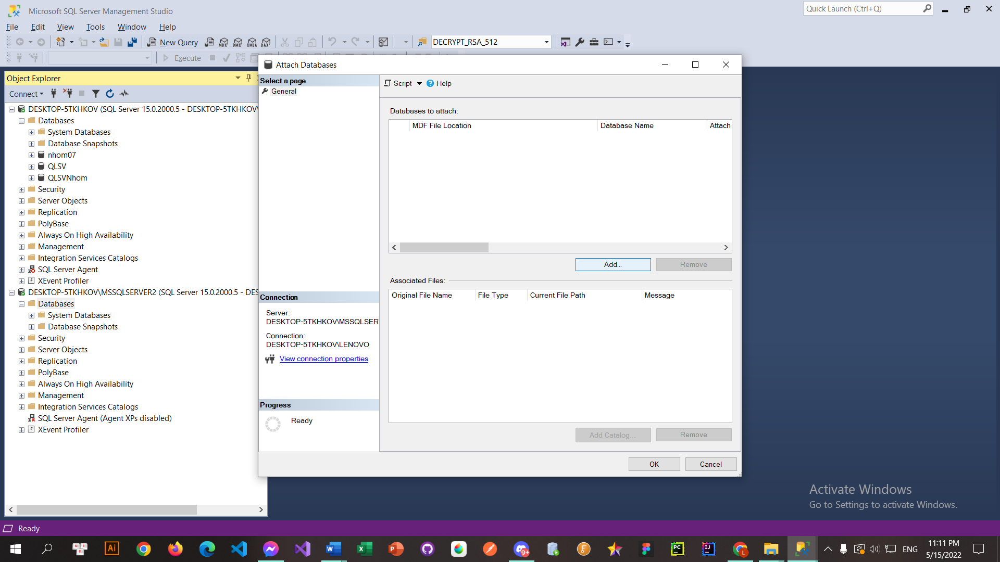 Microsoft SQL Server Management Studio
Quick Launch (Ctrl+Q)
File Edit View Tools Window Help
New Query MDX DMX XMLA DAX DECRYPT_RSA_512
Execute
Object Explorer
Connect
DESKTOP-5TKHKOV (SQL Server 15.0.2000.5 - DESKTOP-5TKHKOV\
Databases
System Databases
Database Snapshots
nhom07
QLSV
QLSVNhom
Security
Server Objects
Replication
PolyBase
Always On High Availability
Management
Integration Services Catalogs
SQL Server Agent
XEvent Profiler
DESKTOP-5TKHKOV\MSSQLSERVER2 (SQL Server 15.0.2000.5 - DES
Databases
System Databases
Database Snapshots
Security
Server Objects
Replication
PolyBase
Always On High Availability
Management
Integration Services Catalogs
SQL Server Agent (Agent XPs disabled)
XEvent Profiler
Attach Databases
Select a page
General
Connection
Server:
DESKTOP-5TKHKOV\MSSQLSER
Connection:
DESKTOP-5TKHKOV\LENOVO
View connection properties
Progress
Ready
Script Help
Databases to attach:
MDF File Location Database Name Attach
Add... Remove
Associated Files:
Original File Name File Type Current File Path Message
Add Catalog... Remove
OK Cancel
Activate Windows
Go to Settings to activate Windows.
Ready
Ai
9+
PC
IJ
L
ENG
11:11 PM
5/15/2022